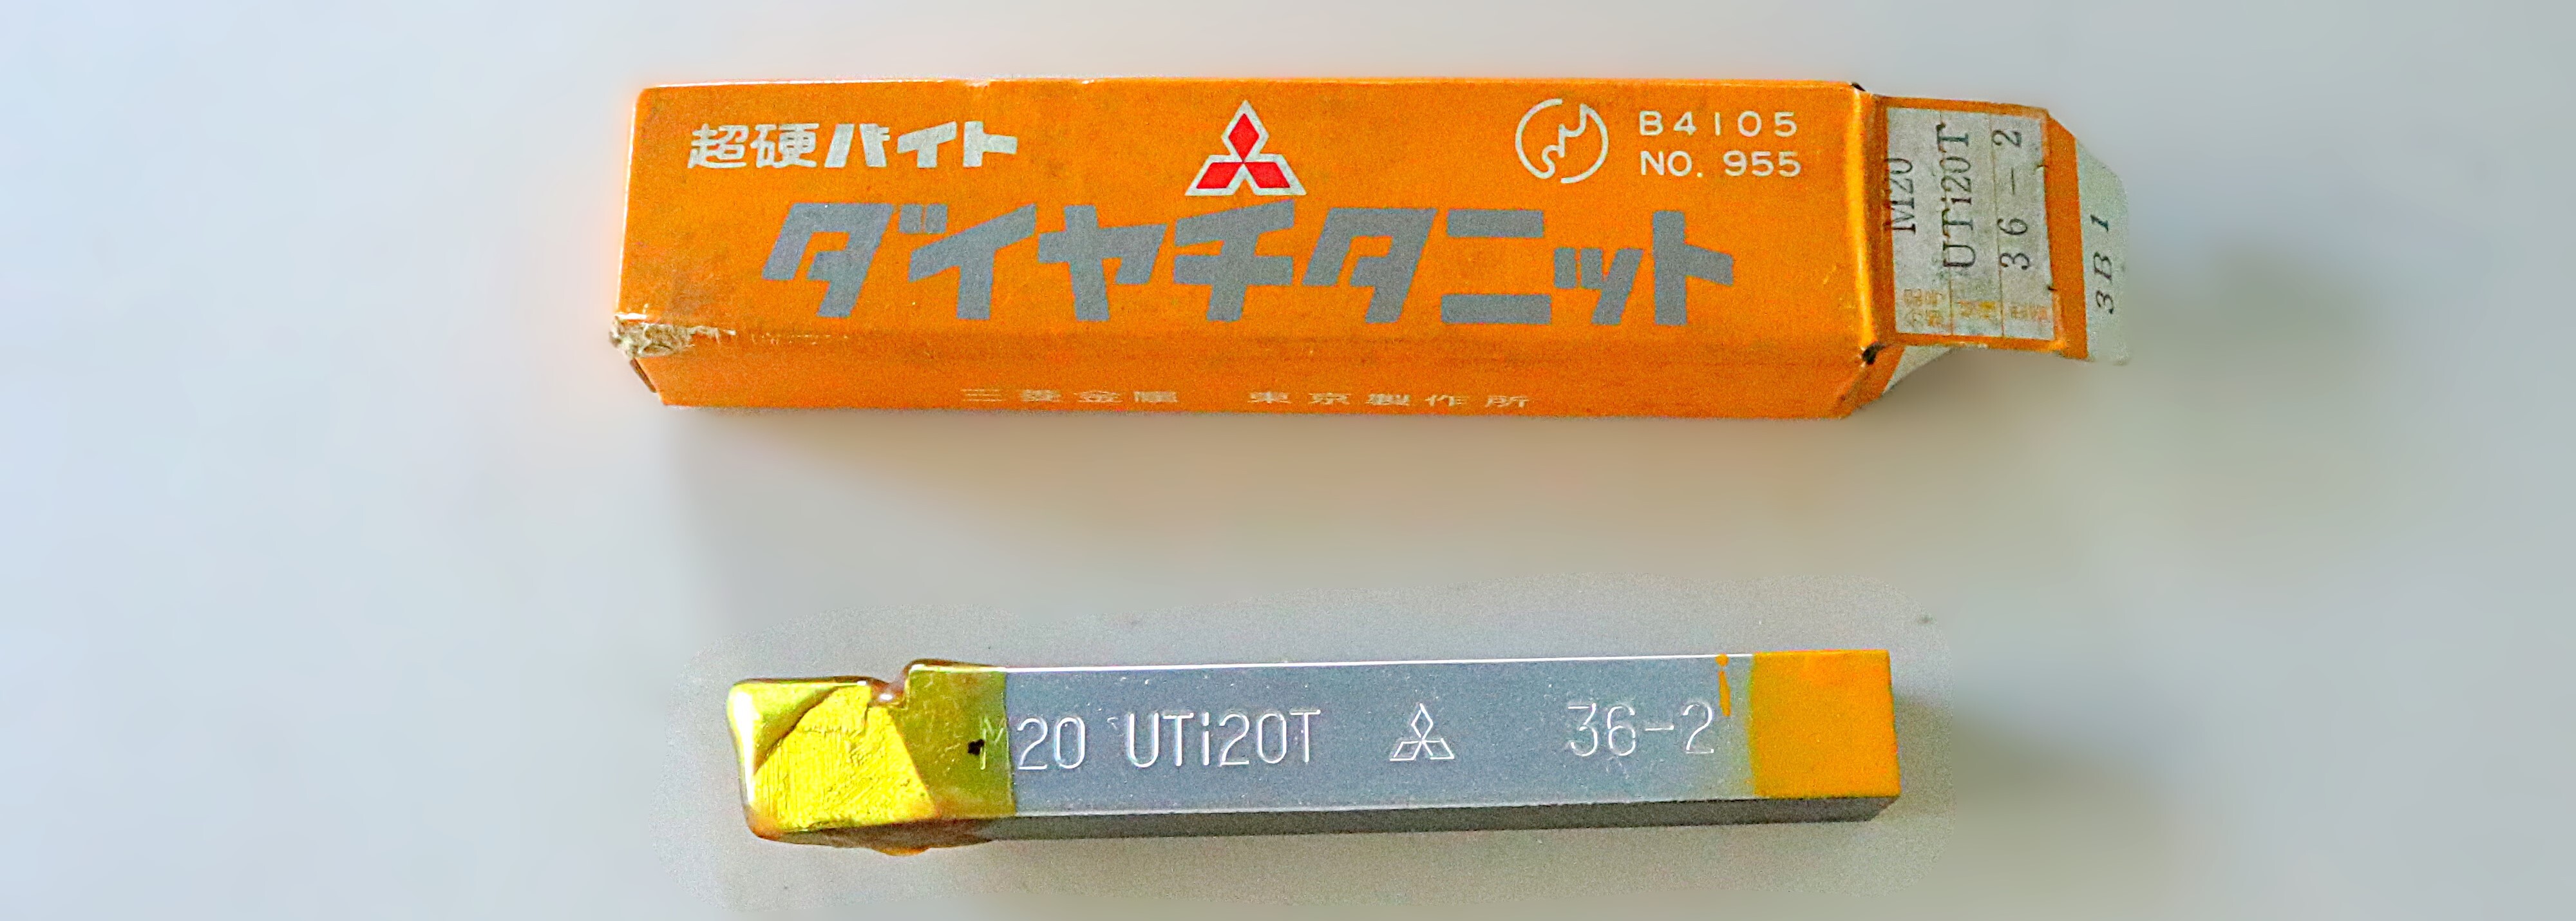 超硬バイト
B4105
NO. 955
ダイヤチタニット
三菱金属 東京製作所
M20
UTi20T
36-2
3B1
M20 UTi20T 36-2